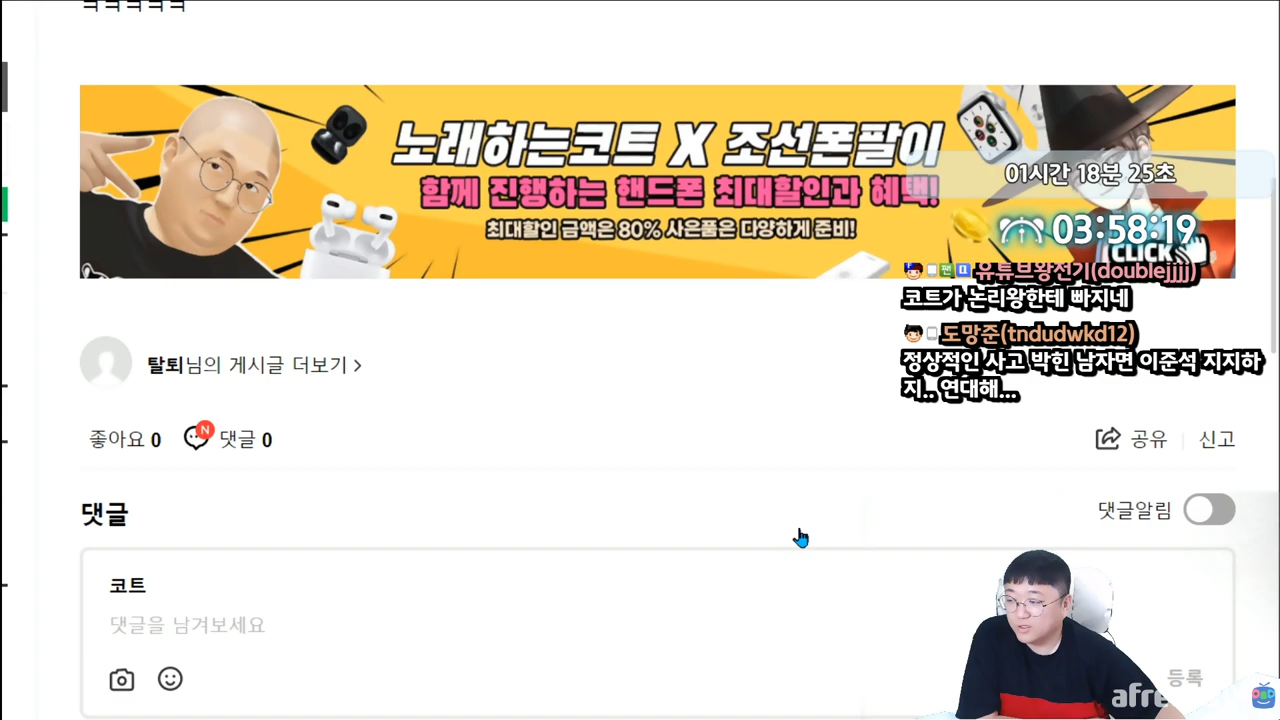 ㅋㅋㅋㅋㅋ
노래하는코트 X 조선폰팔이
함께 진행하는 핸드폰 최대할인과 혜택!
최대할인 금액은 80% 사은품은 다양하게 준비!
01시간 18분 25초
03:58:19
CLICK
팬
유튜브왕전기(doublejjjj)
코트가 논리왕한테 빠지네
도망준(tndudwkd12)
정상적인 사고 박힌 남자면 이준석 지지하
지.. 연대해...
탈퇴님의 게시글 더보기 >
좋아요 0 N 댓글 0
공유 신고
댓글
댓글알림
코트
댓글을 남겨보세요
등록
afre